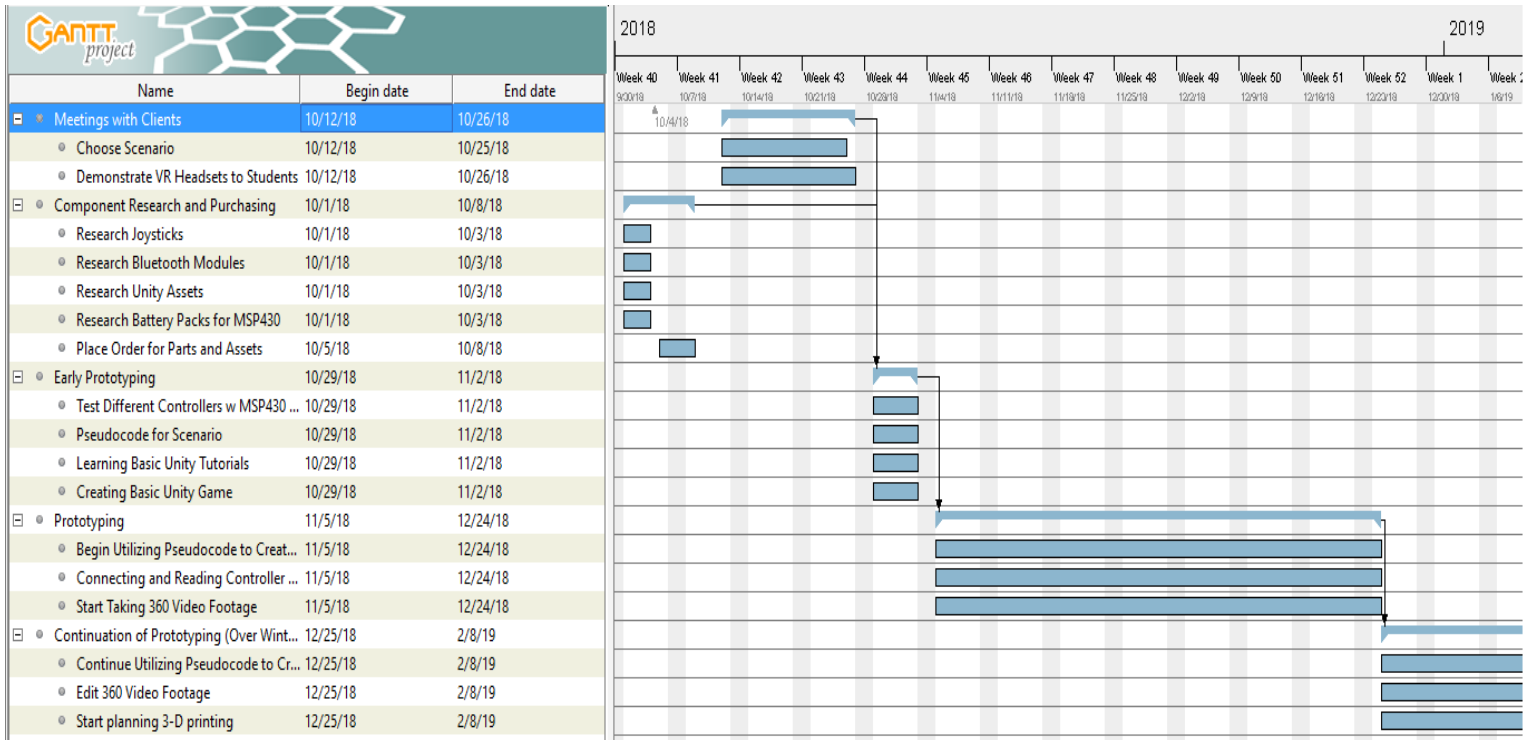 GANTT
project
2018 2019
Week 40 Week 41 Week 42 Week 43 Week 44 Week 45 Week 46 Week 47 Week 48 Week 49 Week 50 Week 51 Week 52 Week 1 Week 2
9/30/18 10/7/18 10/14/18 10/21/18 10/28/18 11/4/18 11/11/18 11/18/18 11/25/18 12/2/18 12/9/18 12/16/18 12/23/18 12/30/18 1/6/19
Name Begin date End date
Meetings with Clients 10/12/18 10/26/18 10/4/18
Choose Scenario 10/12/18 10/25/18
Demonstrate VR Headsets to Students 10/12/18 10/26/18
Component Research and Purchasing 10/1/18 10/8/18
Research Joysticks 10/1/18 10/3/18
Research Bluetooth Modules 10/1/18 10/3/18
Research Unity Assets 10/1/18 10/3/18
Research Battery Packs for MSP430 10/1/18 10/3/18
Place Order for Parts and Assets 10/5/18 10/8/18
Early Prototyping 10/29/18 11/2/18
Test Different Controllers w MSP430 ... 10/29/18 11/2/18
Pseudocode for Scenario 10/29/18 11/2/18
Learning Basic Unity Tutorials 10/29/18 11/2/18
Creating Basic Unity Game 10/29/18 11/2/18
Prototyping 11/5/18 12/24/18
Begin Utilizing Pseudocode to Creat... 11/5/18 12/24/18
Connecting and Reading Controller ... 11/5/18 12/24/18
Start Taking 360 Video Footage 11/5/18 12/24/18
Continuation of Prototyping (Over Wint... 12/25/18 2/8/19
Continue Utilizing Pseudocode to Cr... 12/25/18 2/8/19
Edit 360 Video Footage 12/25/18 2/8/19
Start planning 3-D printing 12/25/18 2/8/19